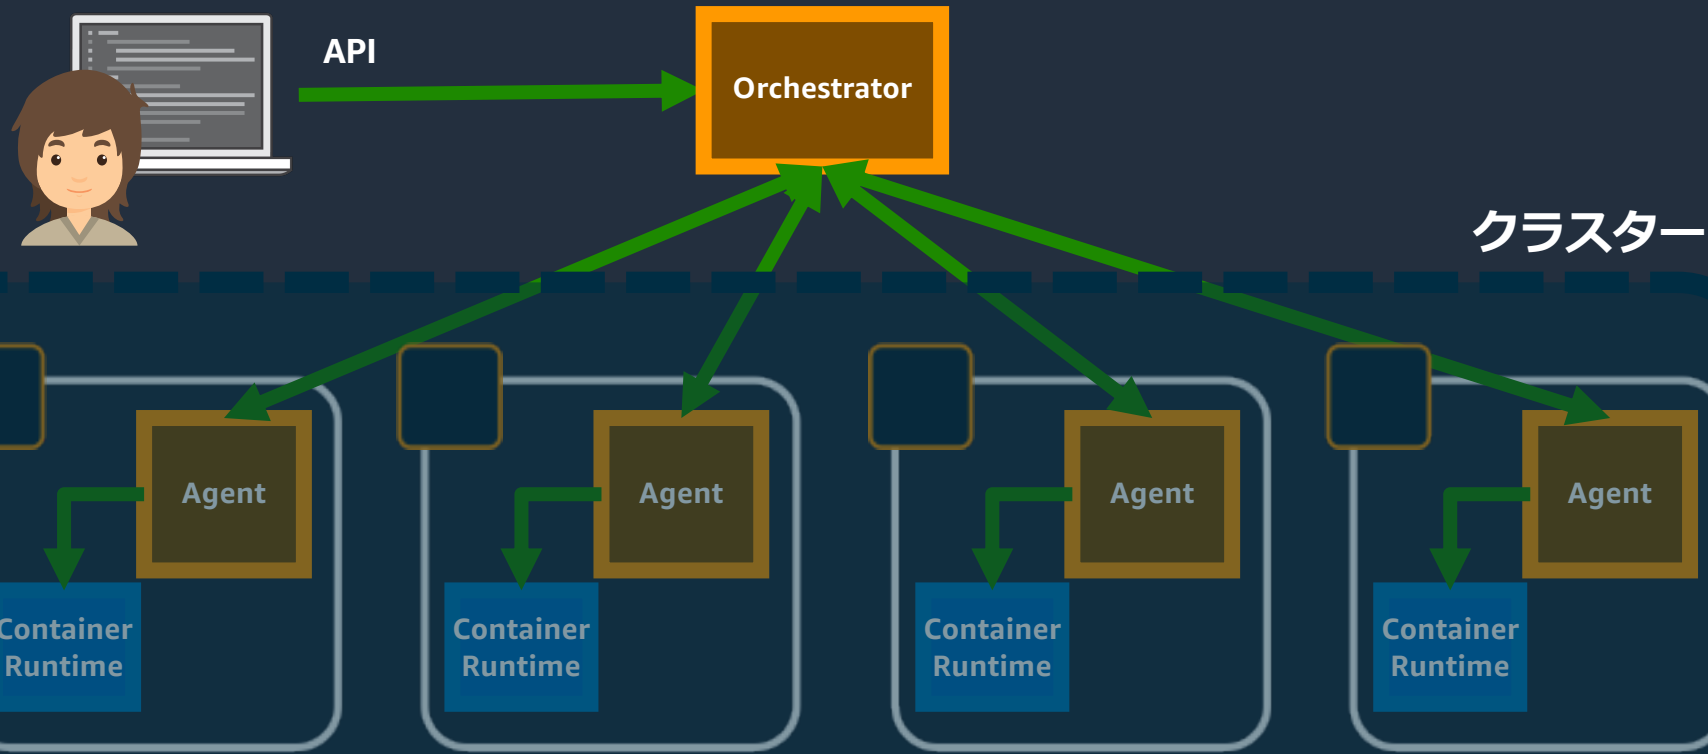 API
Orchestrator
クラスター
Agent
Agent
Agent
Agent
Container
Runtime
Container
Runtime
Container
Runtime
Container
Runtime